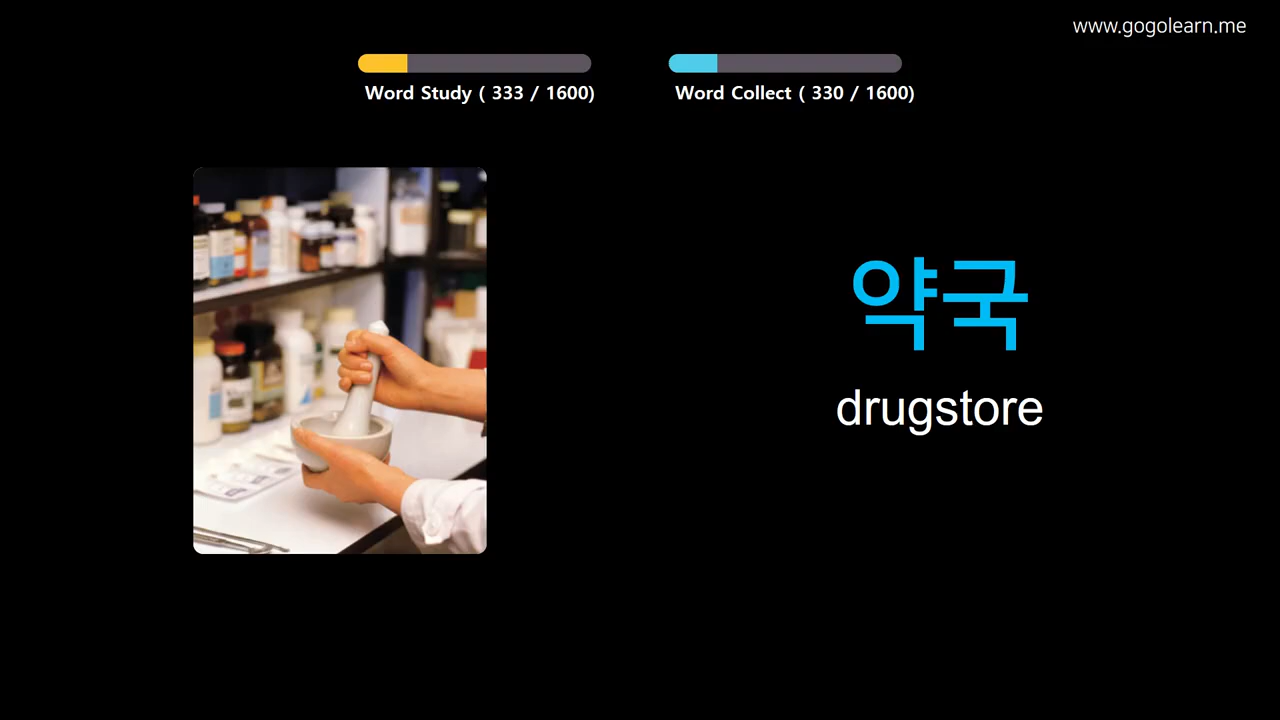 www.gogolearn.me
Word Study ( 333 / 1600)
Word Collect ( 330 / 1600)
약국
drugstore